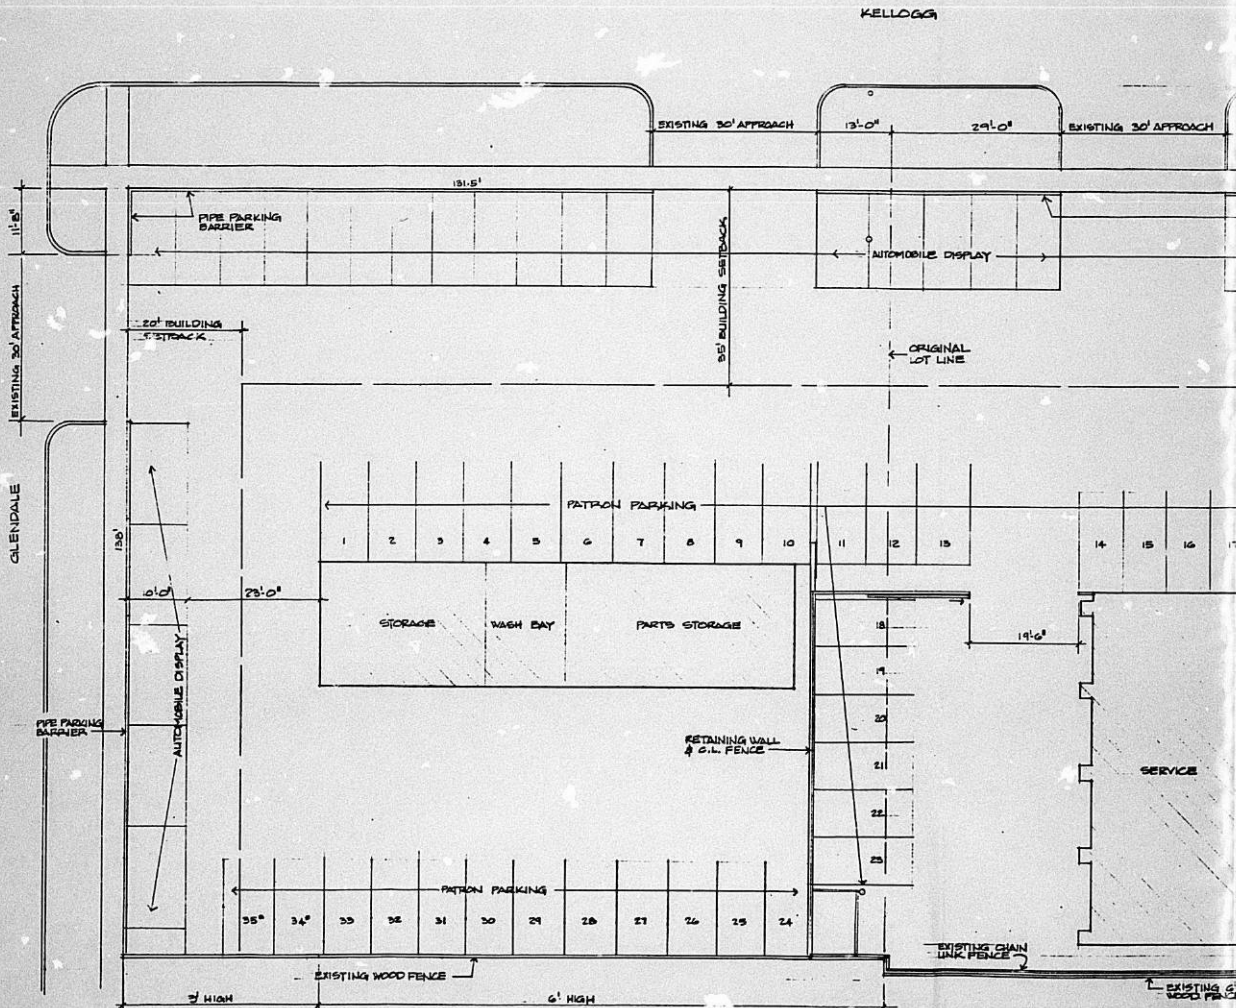 KELLOGG
EXISTING 30' APPROACH
13'-0"
29'-0"
EXISTING 30' APPROACH
131.5'
11'-8"
PIPE PARKING
BARRIER
AUTOMOBILE DISPLAY
35' BUILDING SETBACK
20' BUILDING
SETBACK
ORIGINAL
LOT LINE
EXISTING 30' APPROACH
GLENDALE
138'
PATRON PARKING
1 2 3 4 5 6 7 8 9 10 11 12 13 14 15 16 17
23'-0"
STORAGE
WASH BAY
PARTS STORAGE
18
19
20
21
22
23
19'-6"
AUTOMOBILE DISPLAY
PIPE PARKING
BARRIER
RETAINING WALL
& C.L. FENCE
SERVICE
PATRON PARKING
35" 34" 33 32 31 30 29 28 27 26 25 24
EXISTING WOOD FENCE
EXISTING CHAIN
LINK FENCE
EXISTING 6'
WOOD FENCE
3' HIGH
6' HIGH